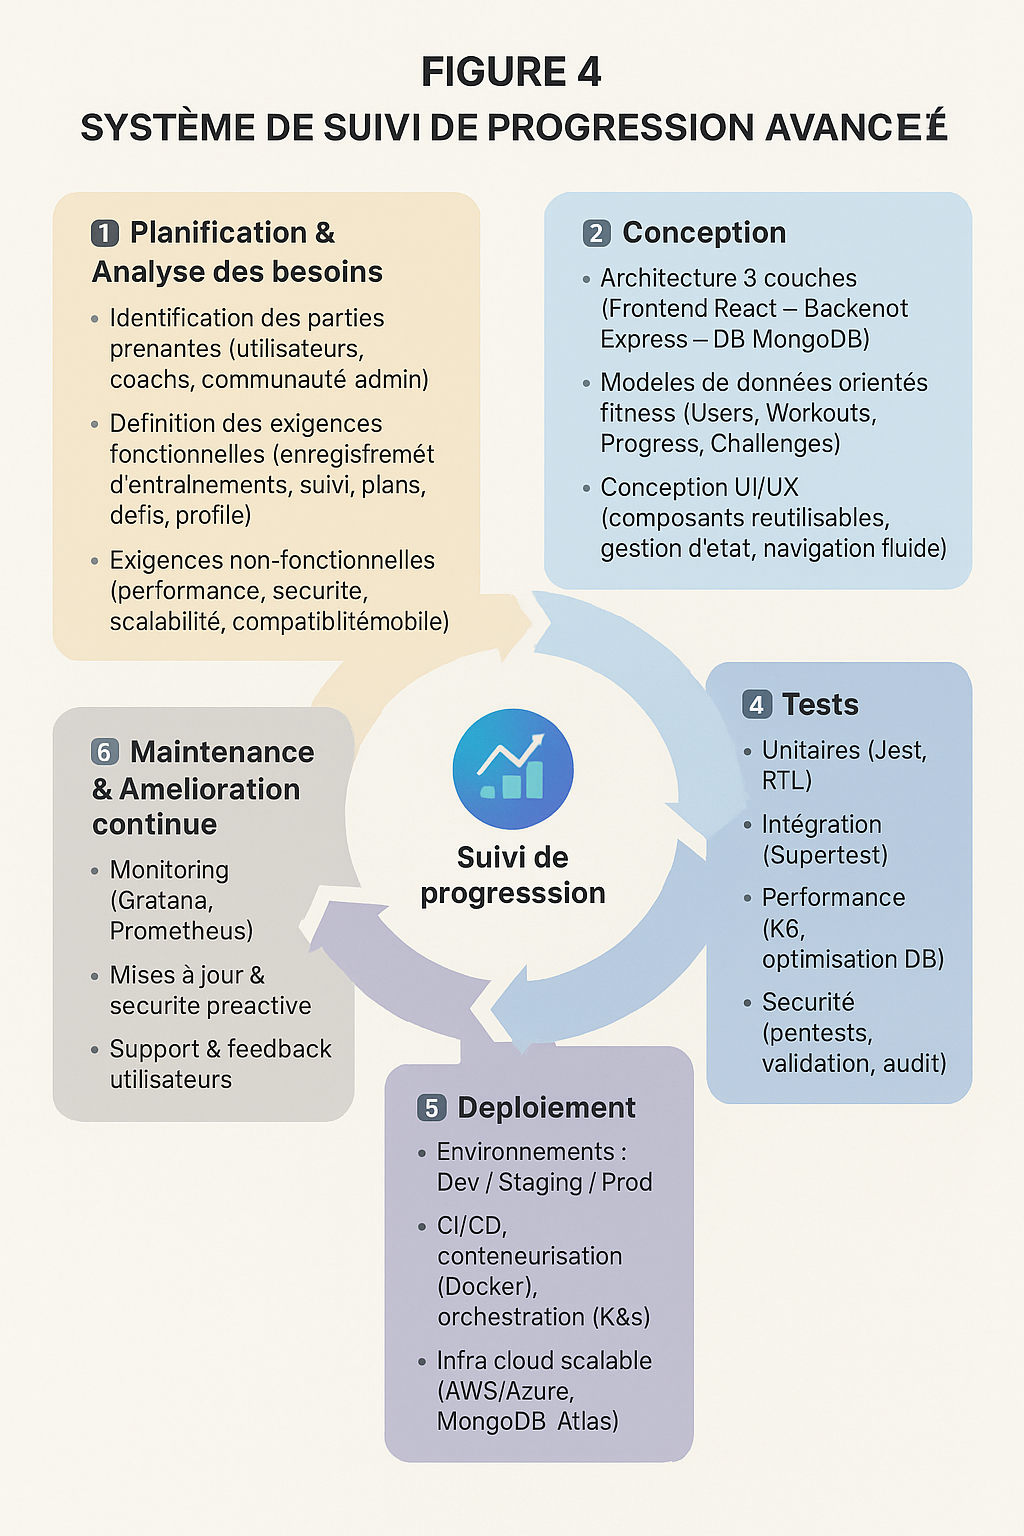 FIGURE 4
SYSTÈME DE SUIVI DE PROGRESSION AVANCEÉ
1 Planification &
Analyse des besoins
• Identification des parties
prenantes (utilisateurs,
coachs, communauté admin)
• Definition des exigences
fonctionnelles (enregisfremét
d'entralnements, suivi, plans,
defis, profile)
• Exigences non-fonctionnelles
(performance, securite,
scalabilité, compatiblitémobile)
2 Conception
• Architecture 3 couches
(Frontend React – Backenot
Express – DB MongoDB)
• Modeles de données orientés
fitness (Users, Workouts,
Progress, Challenges)
• Conception UI/UX
(composants reutilisables,
gestion d'etat, navigation fluide)
4 Tests
• Unitaires (Jest,
RTL)
• Intégration
(Supertest)
• Performance
(K6,
optimisation DB)
• Securité
(pentests,
validation, audit)
6 Maintenance
& Amelioration
continue
• Monitoring
(Gratana,
Prometheus)
• Mises à jour &
securite preactive
• Support & feedback
utilisateurs
Suivi de
progresssion
5 Deploiement
• Environnements :
Dev / Staging / Prod
• CI/CD,
conteneurisation
(Docker),
orchestration (K&s)
• Infra cloud scalable
(AWS/Azure,
MongoDB Atlas)